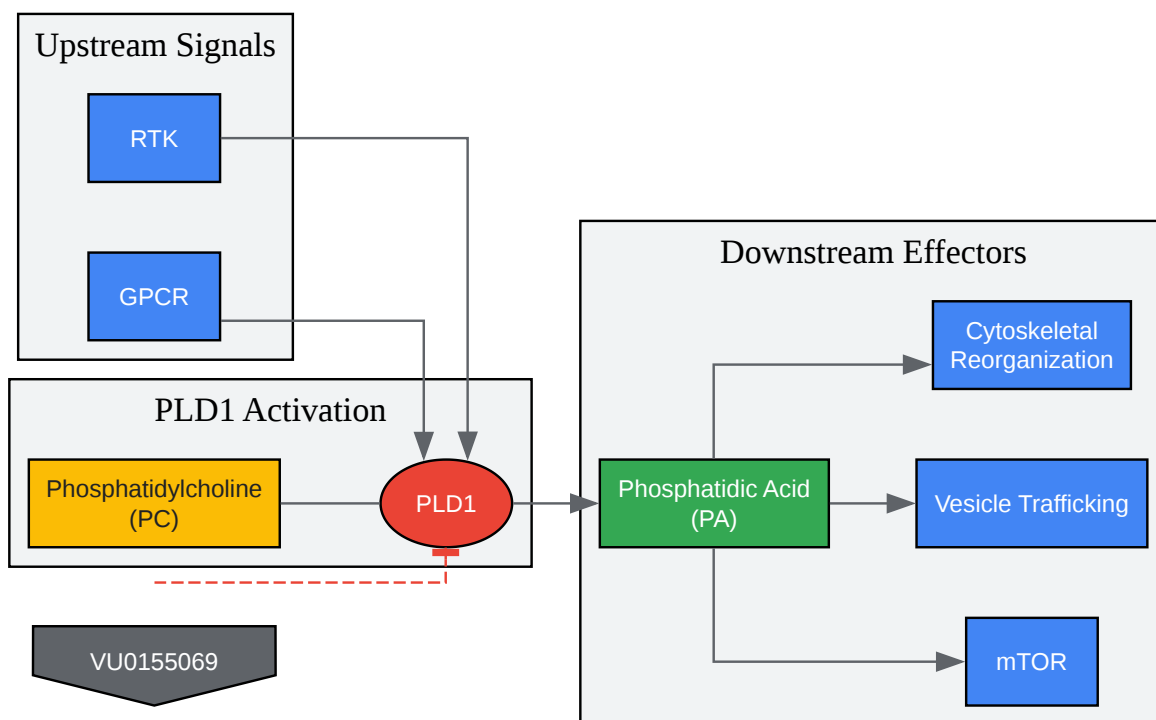 Upstream Signals
RTK
GPCR
PLD1 Activation
Phosphatidylcholine
(PC)
PLD1
Downstream Effectors
Phosphatidic Acid
(PA)
Cytoskeletal
Reorganization
Vesicle Trafficking
mTOR
VU0155069